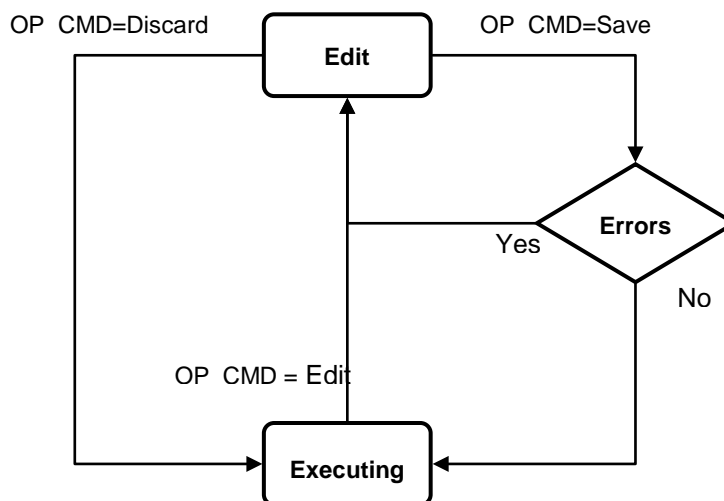 OP CMD=Discard
OP CMD=Save
Edit
Errors
Yes
No
OP CMD = Edit
Executing